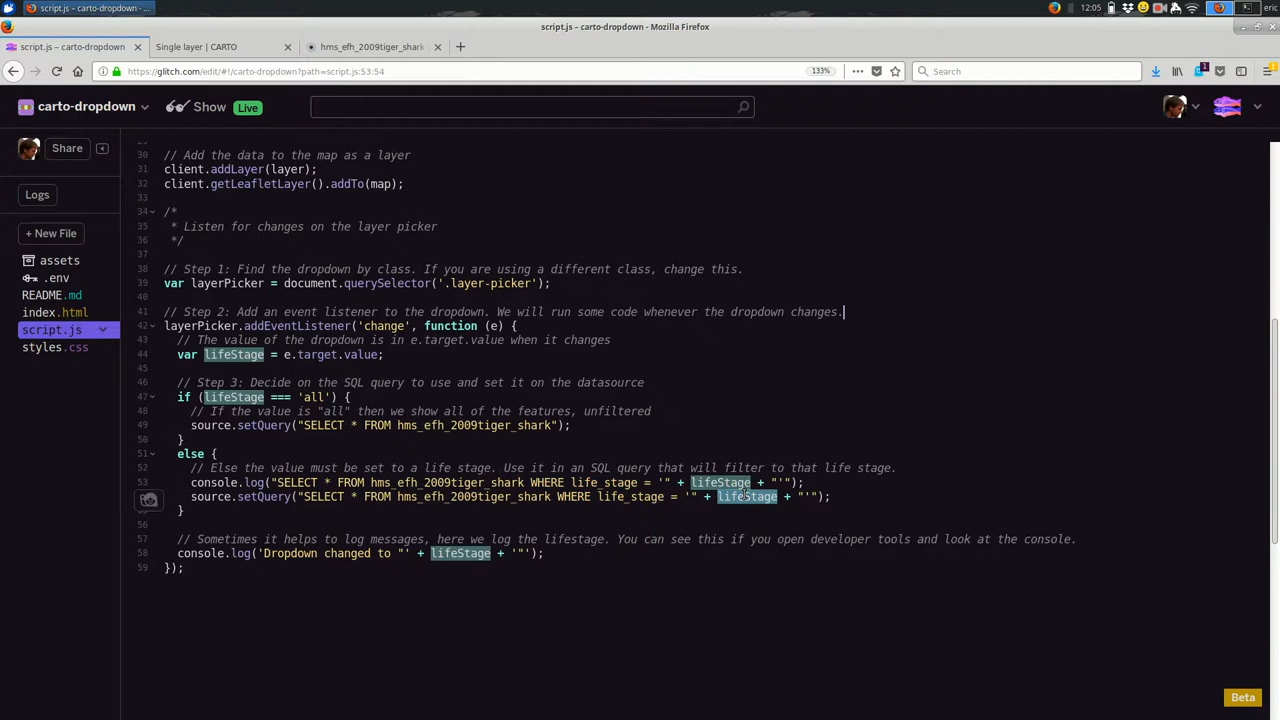 script.js – carto-dropdown - ...
12:05
eric
script.js – carto-dropdown - Mozilla Firefox
script.js – carto-dropdown
Single layer | CARTO
hms_efh_2009tiger_shark
https://glitch.com/edit/#!/carto-dropdown?path=script.js:53:54
133%
Search
1
carto-dropdown
Show
Live
Share
Logs
+ New File
assets
.env
README.md
index.html
script.js
styles.css
30 // Add the data to the map as a layer
31 client.addLayer(layer);
32 client.getLeafletLayer().addTo(map);
33
34 /*
35 * Listen for changes on the layer picker
36 */
37
38 // Step 1: Find the dropdown by class. If you are using a different class, change this.
39 var layerPicker = document.querySelector('.layer-picker');
40
41 // Step 2: Add an event listener to the dropdown. We will run some code whenever the dropdown changes.
42 layerPicker.addEventListener('change', function (e) {
43 // The value of the dropdown is in e.target.value when it changes
44 var lifeStage = e.target.value;
45
46 // Step 3: Decide on the SQL query to use and set it on the datasource
47 if (lifeStage === 'all') {
48 // If the value is "all" then we show all of the features, unfiltered
49 source.setQuery("SELECT * FROM hms_efh_2009tiger_shark");
50 }
51 else {
52 // Else the value must be set to a life stage. Use it in an SQL query that will filter to that life stage.
53 console.log("SELECT * FROM hms_efh_2009tiger_shark WHERE life_stage = '" + lifeStage + "'");
source.setQuery("SELECT * FROM hms_efh_2009tiger_shark WHERE life_stage = '" + lifeStage + "'");
55 }
56
57 // Sometimes it helps to log messages, here we log the lifestage. You can see this if you open developer tools and look at the console.
58 console.log('Dropdown changed to "' + lifeStage + '"');
59 });
Beta